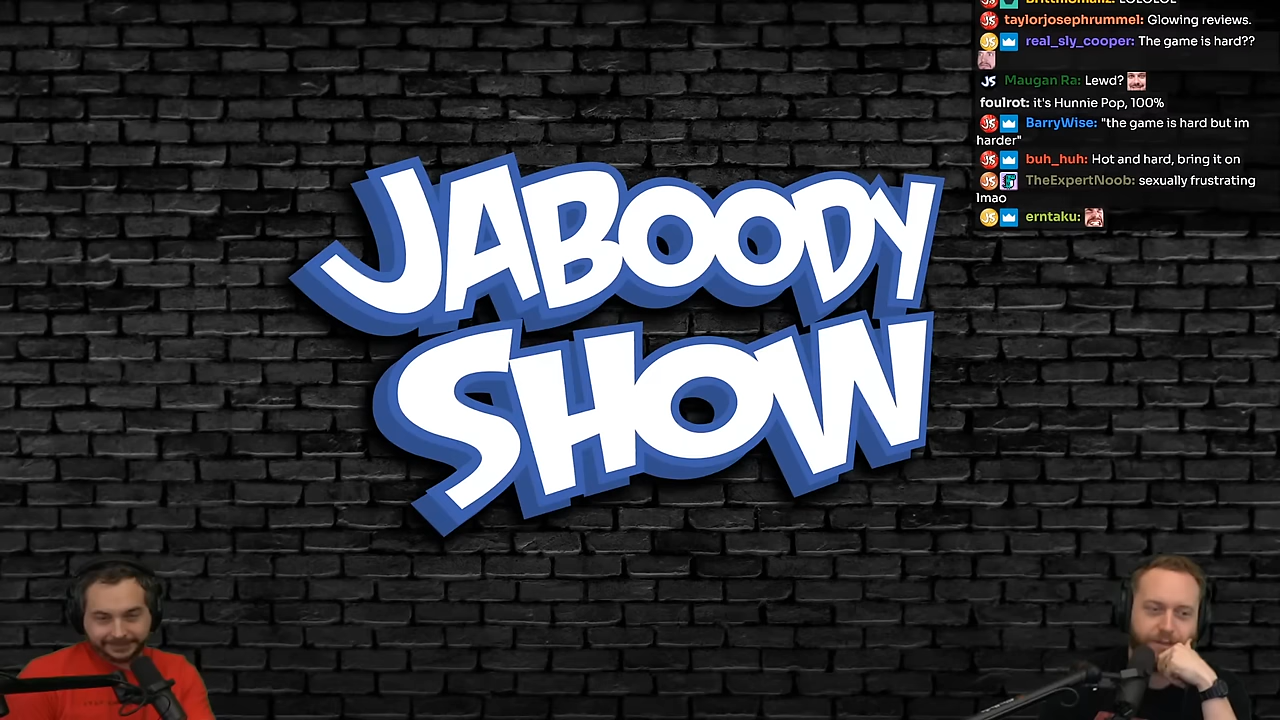 JABOODY
SHOW
taylorjosephrummel: Glowing reviews.
real_sly_cooper: The game is hard??
Maugan Ra: Lewd?
foulrot: it's Hunnie Pop, 100%
BarryWise: "the game is hard but im
harder"
buh_huh: Hot and hard, bring it on
TheExpertNoob: sexually frustrating
lmao
erntaku: